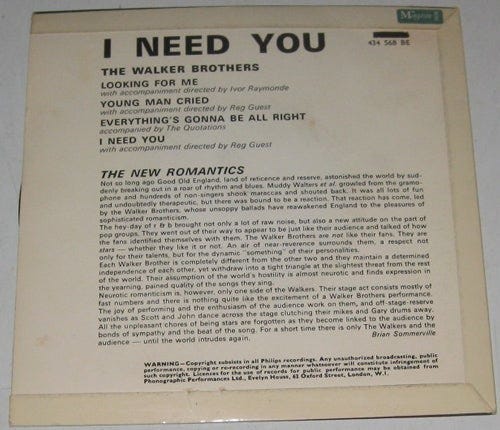 I NEED YOU
434 568 BE
THE WALKER BROTHERS
LOOKING FOR ME
with accompaniment directed by Ivor Raymonde
YOUNG MAN CRIED
with accompaniment directed by Reg Guest
EVERYTHING'S GONNA BE ALL RIGHT
accompanied by The Quotations
I NEED YOU
with accompaniment directed by Reg Guest
THE NEW ROMANTICS
Not so long ago Good Old England, land of reticence and reserve, astonished the world by sud-
denly breaking out in a roar of rhythm and blues. Muddy Walters et al. growled from the gramo-
phone and hundreds of non-singers shook maraccas and shouted back. It was all lots of fun
and undoubtedly therapeutic, but there was bound to be a reaction. That reaction has come, led
by the Walker Brothers, whose unsoppy ballads have reawakened England to the pleasures of
sophisticated romanticism.
The hey-day of r & b brought not only a lot of raw noise, but also a new attitude on the part of
pop groups. They went out of their way to appear to be just like their audience and talked of how
the fans identified themselves with them. The Walker Brothers are not like their fans. They are
stars — whether they like it or not. An air of near-reverence surrounds them, a respect not
only for their talents, but for the dynamic "something" of their personalities.
Each Walker Brother is completely different from the other two and they maintain a determined
independence of each other, yet withdraw into a tight triangle at the slightest threat from the rest
of the world. Their assumption of the world's hostility is almost neurotic and finds expression in
the yearning, pained quality of the songs they sing.
Neurotic romanticism is, however, only one side of the Walkers. Their stage act consists mostly of
fast numbers and there is nothing quite like the excitement of a Walker Brothers performance.
The joy of performing and the enthusiasm of the audience work on them, and off-stage reserve
vanishes as Scott and John dance across the stage clutching their mikes and Gary drums away.
All the unpleasant chores of being stars are forgotten as they become linked to the audience by
bonds of sympathy and the beat of the song. For a short time there is only The Walkers and the
audience — until the world intrudes again.
Brian Sommerville
WARNING—Copyright subsists in all Philips recordings. Any unauthorized broadcasting, public
performance, copying or re-recording in any manner whatsoever will constitute infringement of
such copyright. Licences for the use of records for public performance may be obtained from
Phonographic Performances Ltd., Evelyn House, 62 Oxford Street, London, W.1.